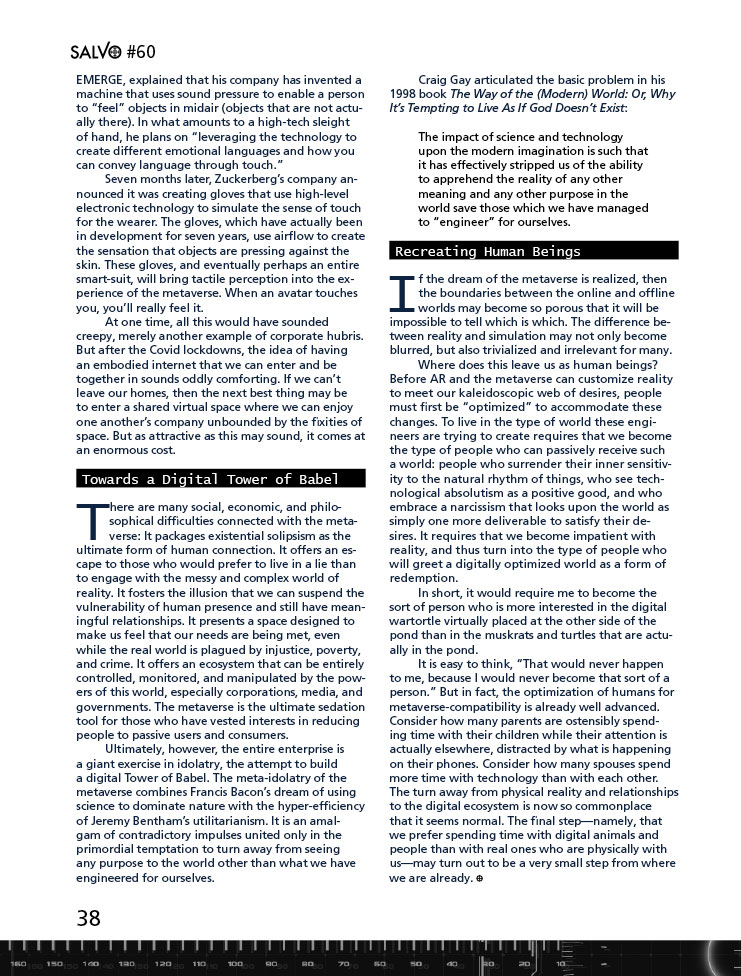 SALVO #60
EMERGE, explained that his company has invented a
machine that uses sound pressure to enable a person
to “feel” objects in midair (objects that are not actu-
ally there). In what amounts to a high-tech sleight
of hand, he plans on “leveraging the technology to
create different emotional languages and how you
can convey language through touch.”
Seven months later, Zuckerberg’s company an-
nounced it was creating gloves that use high-level
electronic technology to simulate the sense of touch
for the wearer. The gloves, which have actually been
in development for seven years, use airflow to create
the sensation that objects are pressing against the
skin. These gloves, and eventually perhaps an entire
smart-suit, will bring tactile perception into the ex-
perience of the metaverse. When an avatar touches
you, you’ll really feel it.
At one time, all this would have sounded
creepy, merely another example of corporate hubris.
But after the Covid lockdowns, the idea of having
an embodied internet that we can enter and be
together in sounds oddly comforting. If we can’t
leave our homes, then the next best thing may be
to enter a shared virtual space where we can enjoy
one another’s company unbounded by the fixities of
space. But as attractive as this may sound, it comes at
an enormous cost.
Towards a Digital Tower of Babel
There are many social, economic, and philo-
sophical difficulties connected with the meta-
verse: It packages existential solipsism as the
ultimate form of human connection. It offers an es-
cape to those who would prefer to live in a lie than
to engage with the messy and complex world of
reality. It fosters the illusion that we can suspend the
vulnerability of human presence and still have mean-
ingful relationships. It presents a space designed to
make us feel that our needs are being met, even
while the real world is plagued by injustice, poverty,
and crime. It offers an ecosystem that can be entirely
controlled, monitored, and manipulated by the pow-
ers of this world, especially corporations, media, and
governments. The metaverse is the ultimate sedation
tool for those who have vested interests in reducing
people to passive users and consumers.
Ultimately, however, the entire enterprise is
a giant exercise in idolatry, the attempt to build
a digital Tower of Babel. The meta-idolatry of the
metaverse combines Francis Bacon’s dream of using
science to dominate nature with the hyper-efficiency
of Jeremy Bentham’s utilitarianism. It is an amal-
gam of contradictory impulses united only in the
primordial temptation to turn away from seeing
any purpose to the world other than what we have
engineered for ourselves.
Craig Gay articulated the basic problem in his
1998 book The Way of the (Modern) World: Or, Why
It’s Tempting to Live As If God Doesn’t Exist:
The impact of science and technology
upon the modern imagination is such that
it has effectively stripped us of the ability
to apprehend the reality of any other
meaning and any other purpose in the
world save those which we have managed
to “engineer” for ourselves.
Recreating Human Beings
If the dream of the metaverse is realized, then
the boundaries between the online and offline
worlds may become so porous that it will be
impossible to tell which is which. The difference be-
tween reality and simulation may not only become
blurred, but also trivialized and irrelevant for many.
Where does this leave us as human beings?
Before AR and the metaverse can customize reality
to meet our kaleidoscopic web of desires, people
must first be “optimized” to accommodate these
changes. To live in the type of world these engi-
neers are trying to create requires that we become
the type of people who can passively receive such
a world: people who surrender their inner sensitiv-
ity to the natural rhythm of things, who see tech-
nological absolutism as a positive good, and who
embrace a narcissism that looks upon the world as
simply one more deliverable to satisfy their de-
sires. It requires that we become impatient with
reality, and thus turn into the type of people who
will greet a digitally optimized world as a form of
redemption.
In short, it would require me to become the
sort of person who is more interested in the digital
wartortle virtually placed at the other side of the
pond than in the muskrats and turtles that are actu-
ally in the pond.
It is easy to think, “That would never happen
to me, because I would never become that sort of a
person.” But in fact, the optimization of humans for
metaverse-compatibility is already well advanced.
Consider how many parents are ostensibly spend-
ing time with their children while their attention is
actually elsewhere, distracted by what is happening
on their phones. Consider how many spouses spend
more time with technology than with each other.
The turn away from physical reality and relationships
to the digital ecosystem is now so commonplace
that it seems normal. The final step—namely, that
we prefer spending time with digital animals and
people than with real ones who are physically with
us—may turn out to be a very small step from where
we are already.
38
160 150 140 130 120 110 100 90 80 70 60 50 40 30 20 10